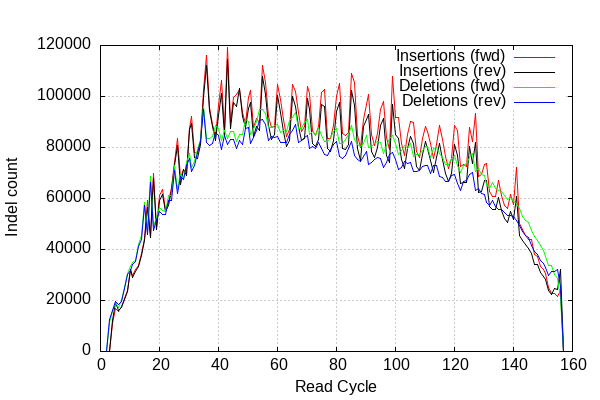 120000
100000
80000
60000
40000
20000
0
Indel count
Insertions (fwd)
Insertions (rev)
Deletions (fwd)
Deletions (rev)
0 20 40 60 80 100 120 140 160
Read Cycle